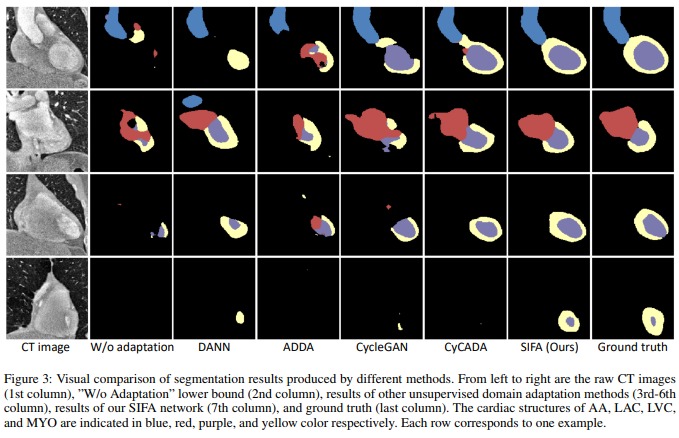 CT image W/o adaptation DANN ADDA CycleGAN CyCADA SIFA (Ours) Ground truth
Figure 3: Visual comparison of segmentation results produced by different methods. From left to right are the raw CT images
(1st column), ”W/o Adaptation” lower bound (2nd column), results of other unsupervised domain adaptation methods (3rd-6th
column), results of our SIFA network (7th column), and ground truth (last column). The cardiac structures of AA, LAC, LVC,
and MYO are indicated in blue, red, purple, and yellow color respectively. Each row corresponds to one example.